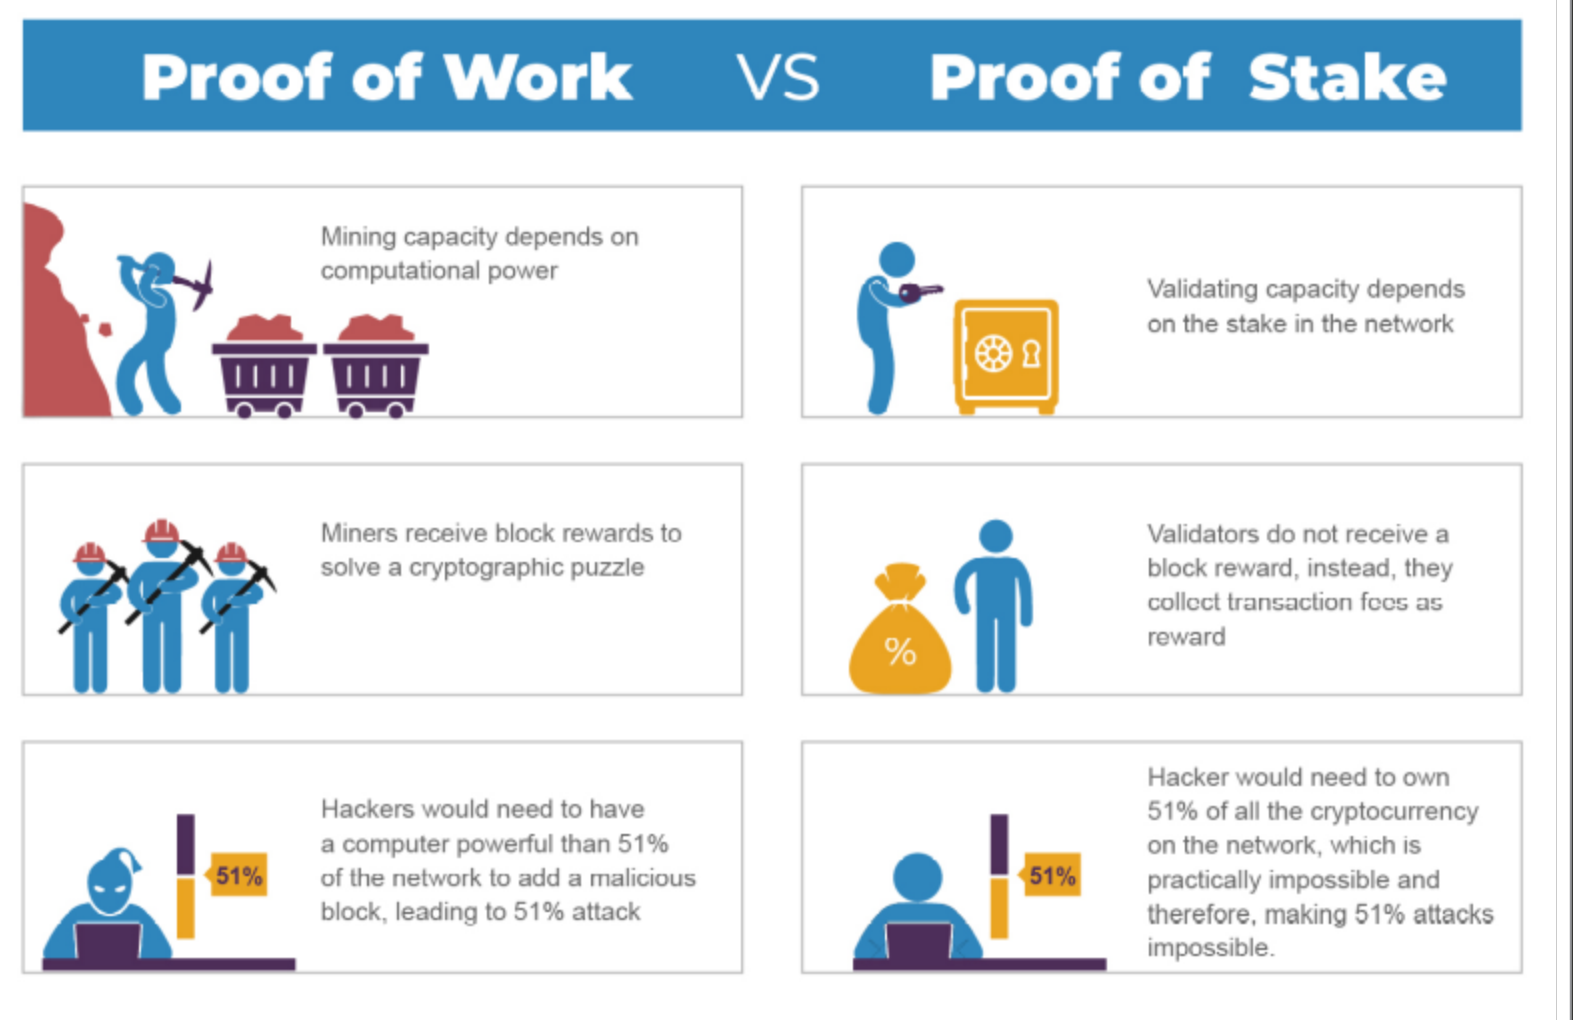 Proof of Work VS Proof of Stake
Mining capacity depends on
computational power
Validating capacity depends
on the stake in the network
Miners receive block rewards to
solve a cryptographic puzzle
Validators do not receive a
block reward, instead, they
collect transaction fees as
reward
%
Hackers would need to have
a computer powerful than 51%
of the network to add a malicious
block, leading to 51% attack
51%
Hacker would need to own
51% of all the cryptocurrency
on the network, which is
practically impossible and
therefore, making 51% attacks
impossible.
51%